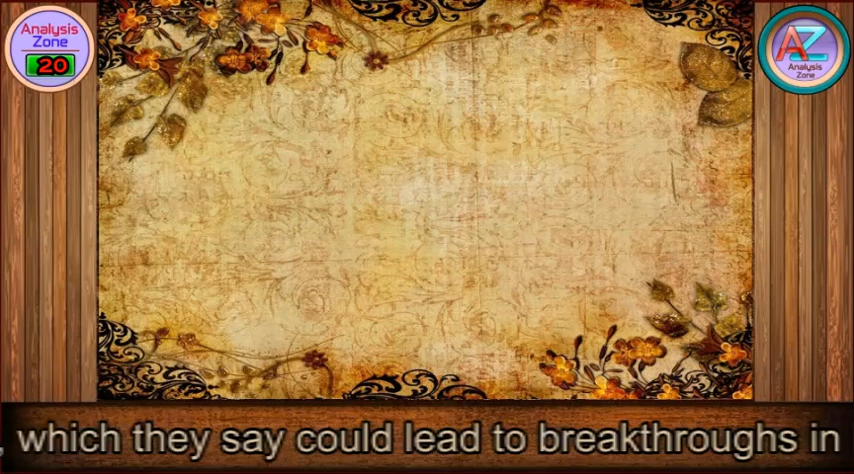 Analysis
Zone
20
AZ
Analysis
Zone
, which they say could lead to breakthroughs in